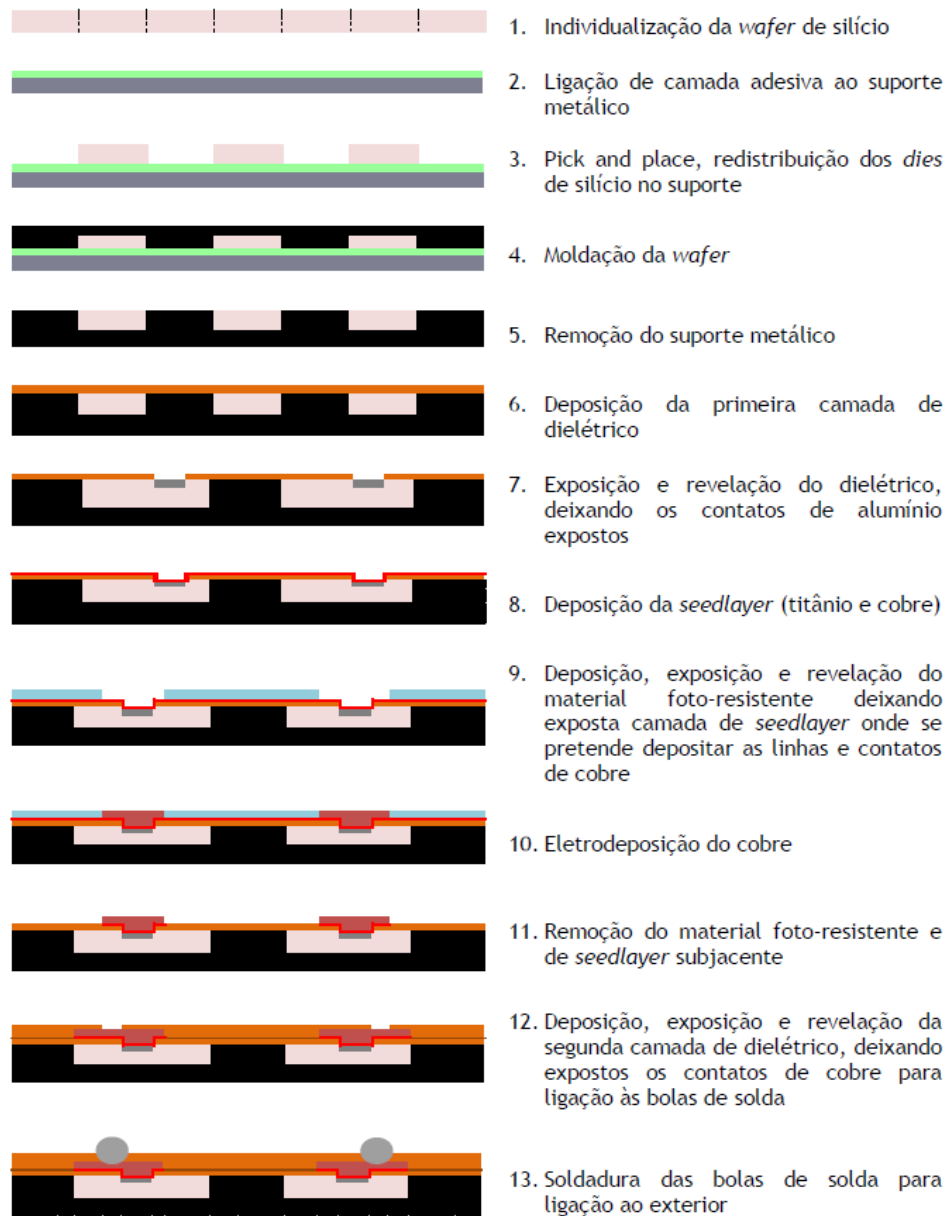 1. Individualização da wafer de silício
2. Ligação de camada adesiva ao suporte
metálico
3. Pick and place, redistribuição dos dies
de silício no suporte
4. Moldação da wafer
5. Remoção do suporte metálico
6. Deposição da primeira camada de
dielétrico
7. Exposição e revelação do dielétrico,
deixando os contatos de alumínio
expostos
8. Deposição da seedlayer (titânio e cobre)
9. Deposição, exposição e revelação do
material foto-resistente deixando
exposta camada de seedlayer onde se
pretende depositar as linhas e contatos
de cobre
10. Eletrodeposição do cobre
11. Remoção do material foto-resistente e
de seedlayer subjacente
12. Deposição, exposição e revelação da
segunda camada de dielétrico, deixando
expostos os contatos de cobre para
ligação às bolas de solda
13. Soldadura das bolas de solda para
ligação ao exterior